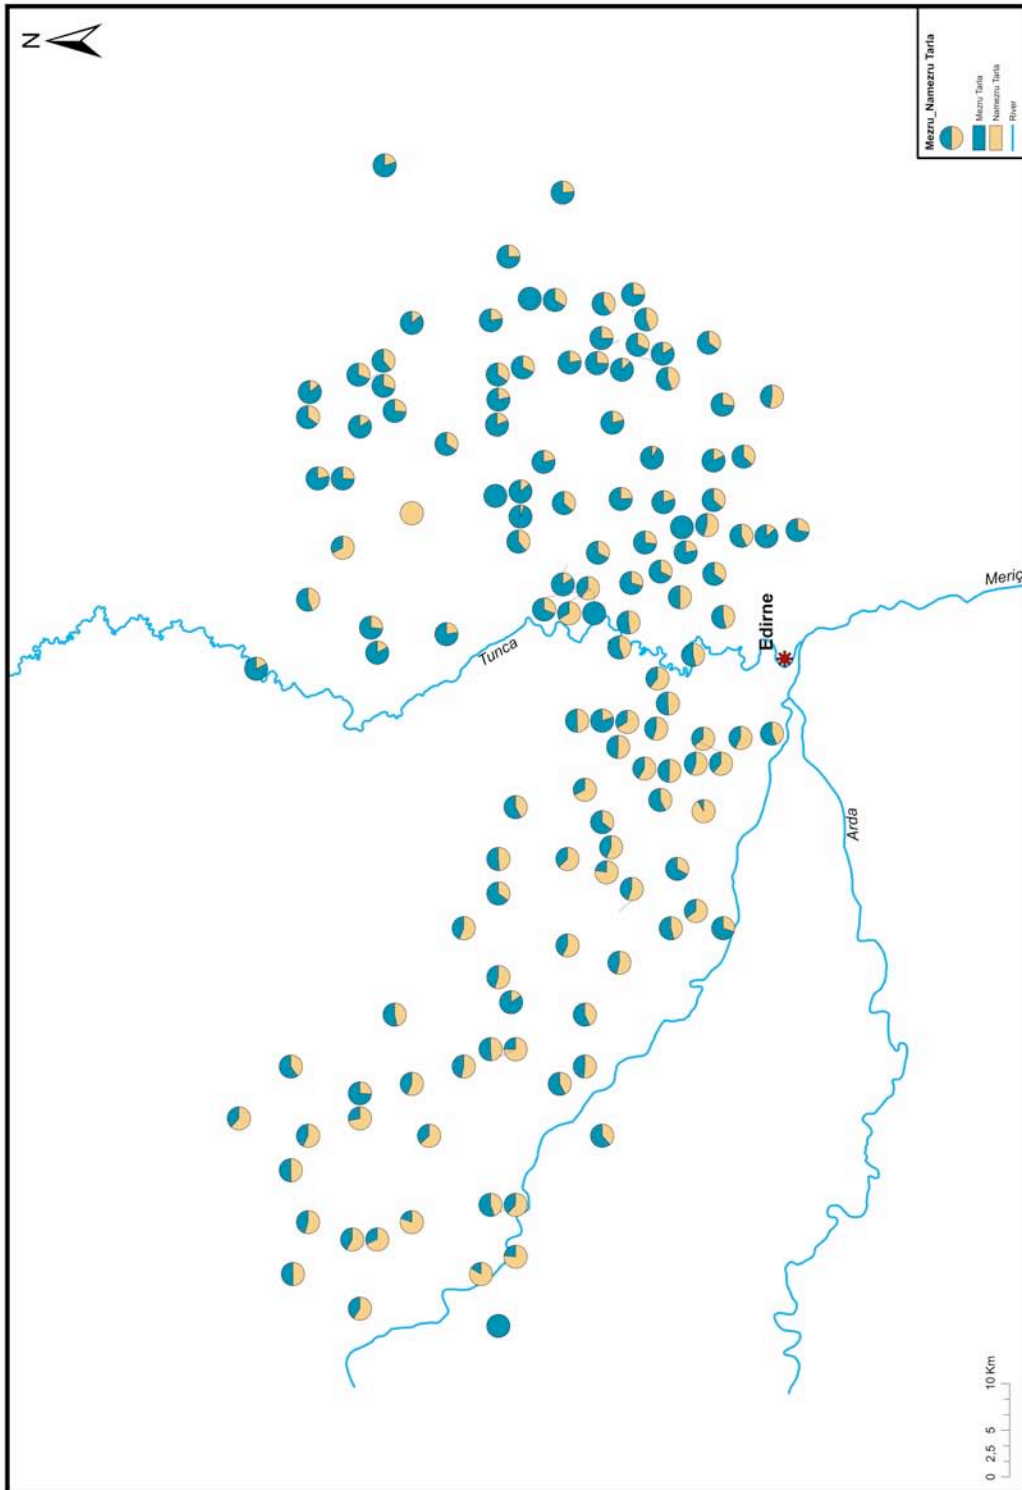 N
Mezru_Namezru Tarla
Mezru Tarla
Namezru Tarla
River
Tunca
Edirne
Meriç
Arda
0 2,5 5 10 Km